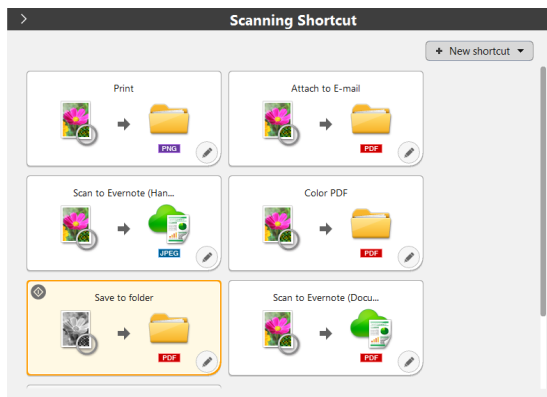 Scanning Shortcut
+ New shortcut
Print
PNG
Attach to E-mail
PDF
Scan to Evernote (Han...
JPEG
Color PDF
PDF
Save to folder
PDF
Scan to Evernote (Docu...
PDF